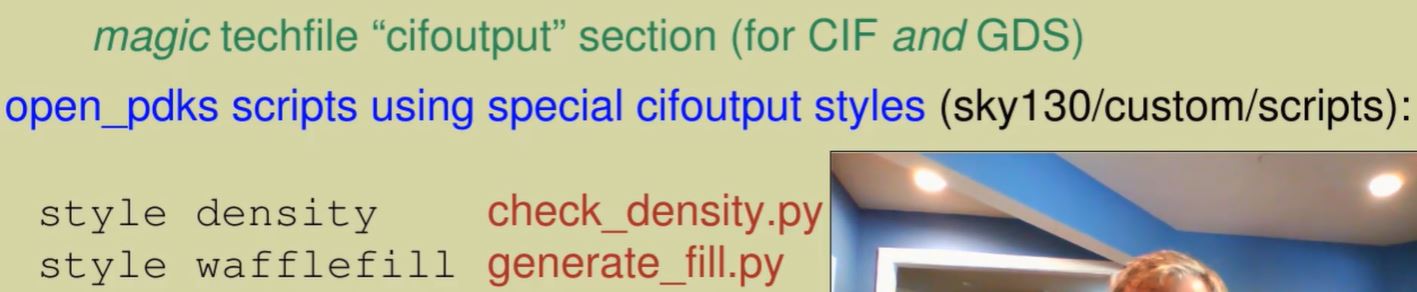 magic techfile “cifoutput” section (for CIF and GDS)
open_pdks scripts using special cifoutput styles (sky130/custom/scripts):
style density check_density.py
style wafflefill generate_fill.py